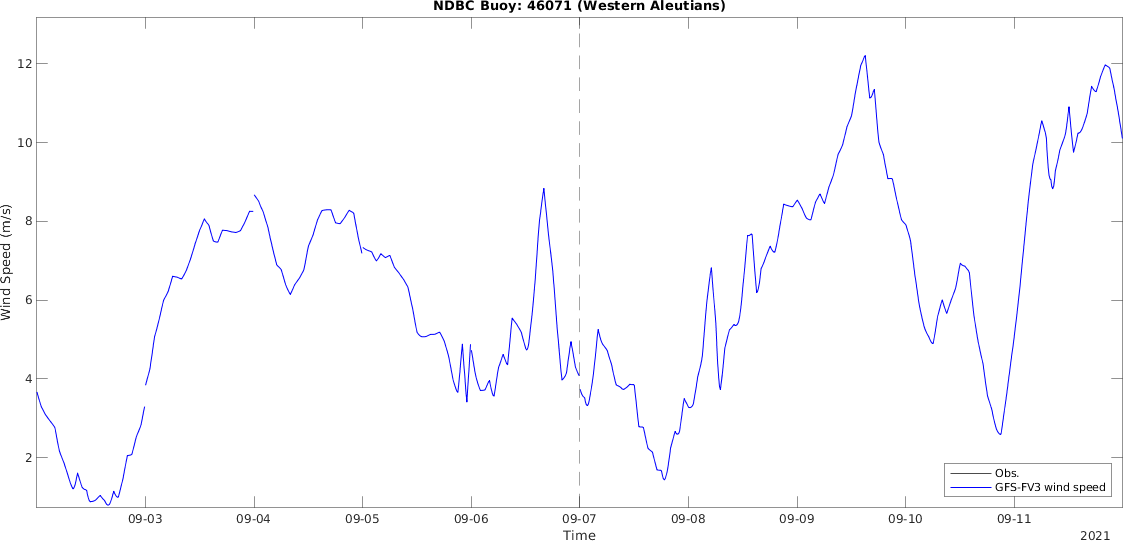 NDBC Buoy: 46071 (Western Aleutians)
12
10
8
6
4
2
Wind Speed (m/s)
Obs.
GFS-FV3 wind speed
09-03 09-04 09-05 09-06 09-07 09-08 09-09 09-10 09-11
Time
2021